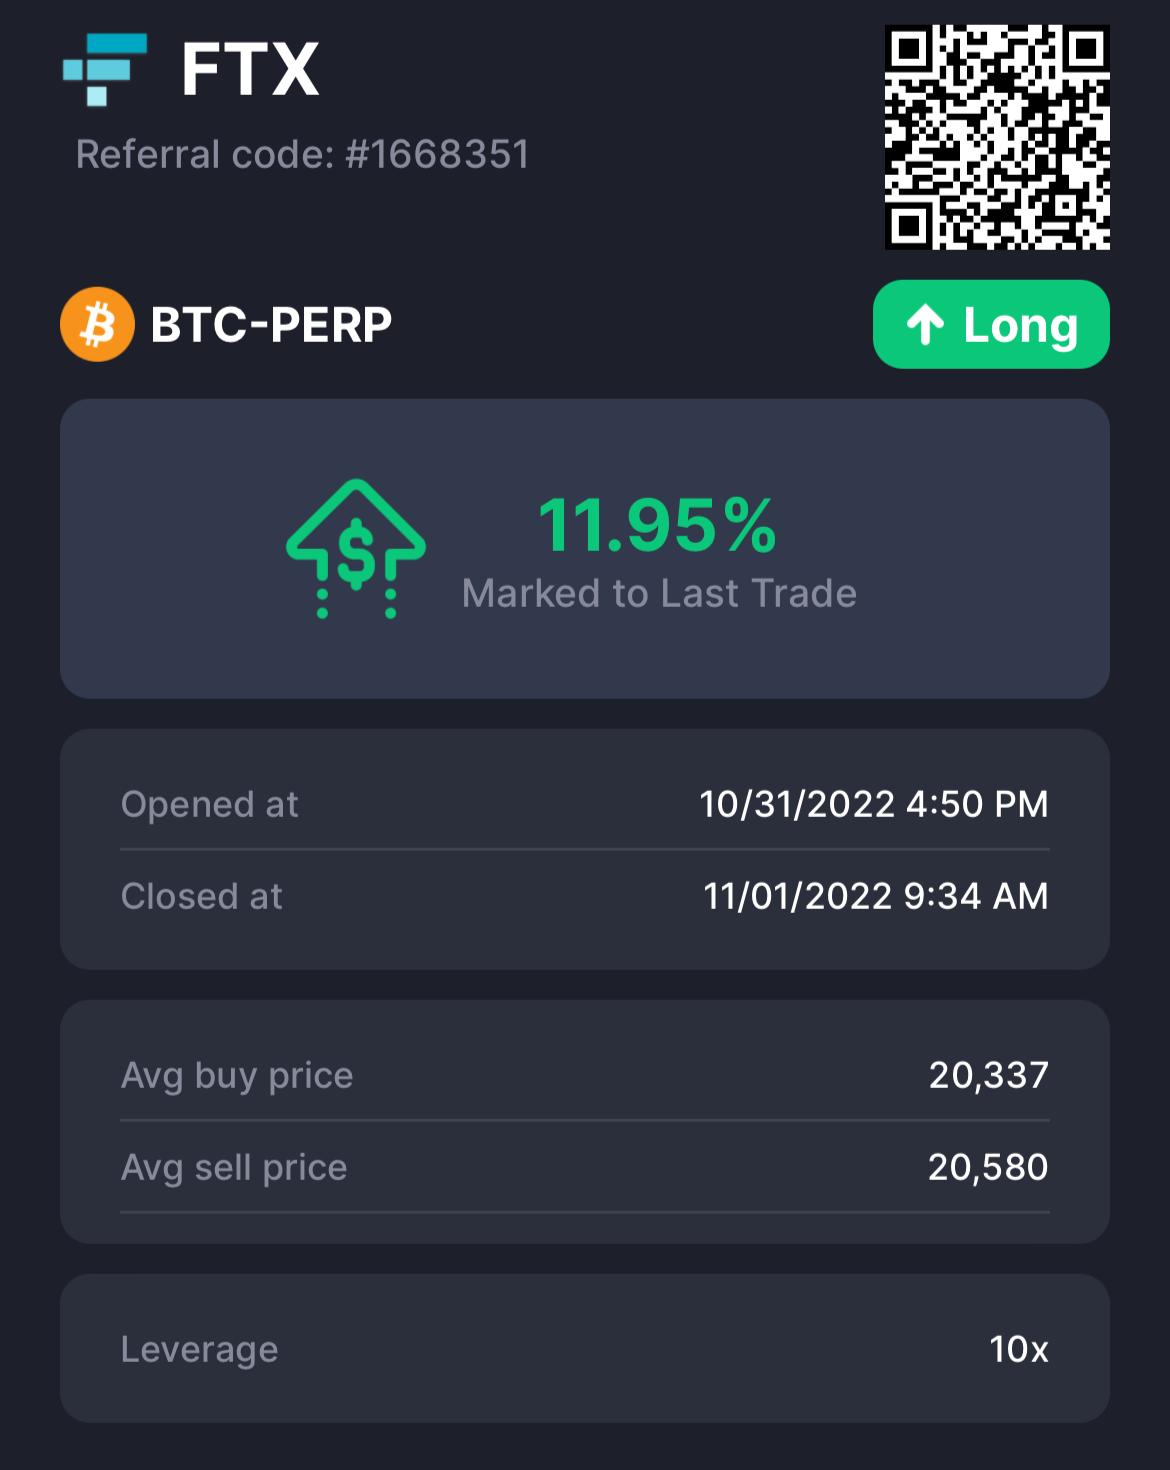 FTX
Referral code: #1668351
BTC-PERP
Long
11.95%
Marked to Last Trade
Opened at 10/31/2022 4:50 PM
Closed at 11/01/2022 9:34 AM
Avg buy price 20,337
Avg sell price 20,580
Leverage 10x